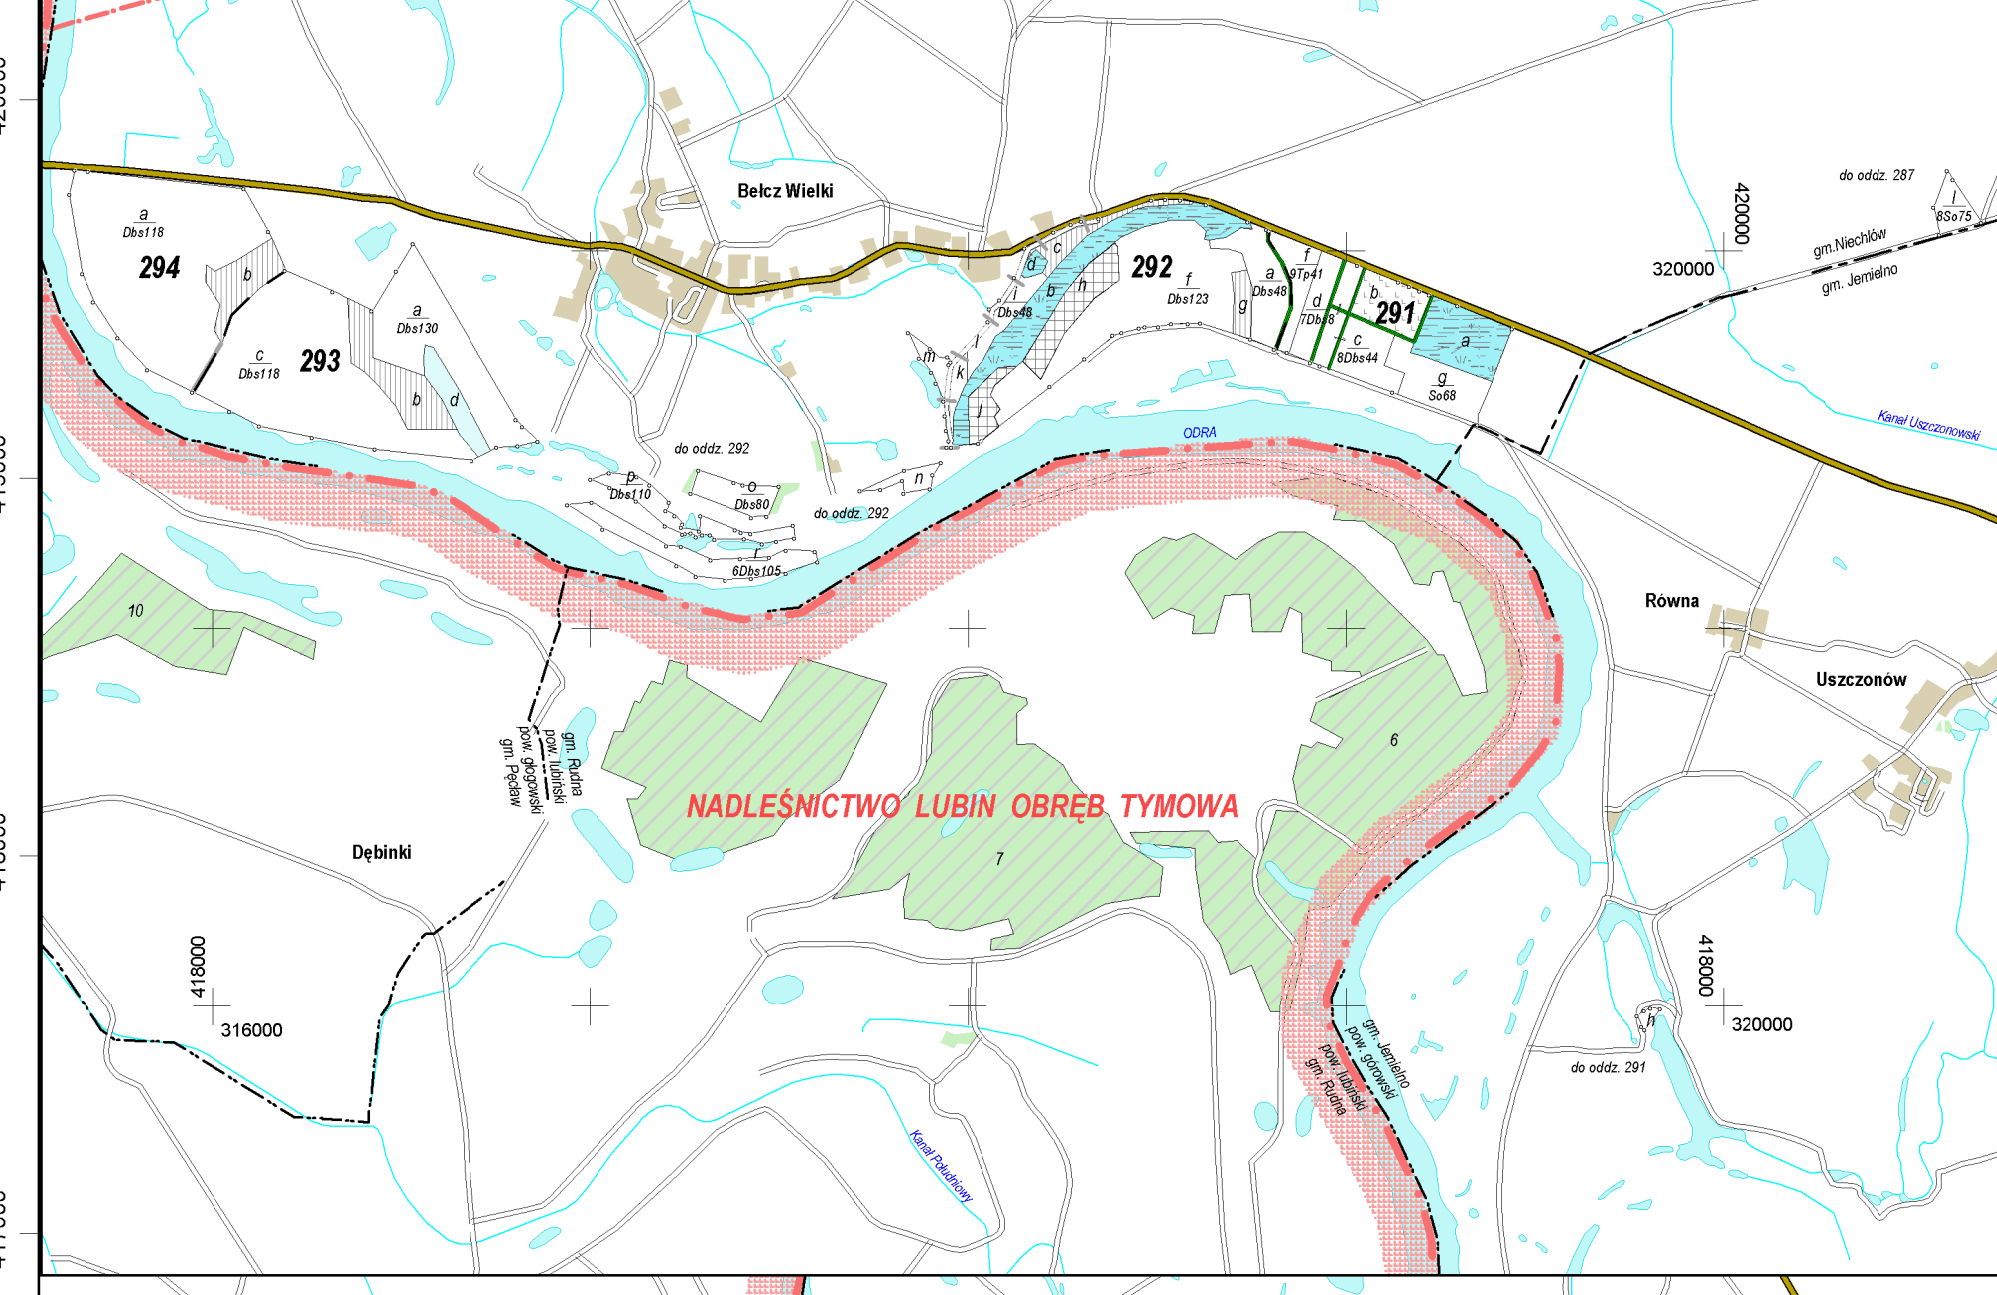 Bełcz Wielki
do oddz. 287
l
8So75
420000
320000
gm.Niechlów
gm. Jemielno
a
Dbs118
294
b
c
Dbs118
293
a
Dbs130
b
d
c
d
b
h
i
Dbs48
l
k
m
j
292
f
Dbs123
g
a
Dbs48
f
9Tp41
d
7Dbs8
b
291
c
8Dbs44
a
g
So68
Kanał Uszczonowski
ODRA
do oddz. 292
p
Dbs110
o
Dbs80
n
do oddz. 292
r
6Dbs105
10
Równa
Uszczonów
gm. Rudna
pow. lubiński
pow. głogowski
gm. Pęcław
6
NADLEŚNICTWO LUBIN OBRĘB TYMOWA
7
Dębinki
418000
316000
418000
320000
h
do oddz. 291
gm. Jemielno
pow. górowski
pow. lubiński
gm. Rudna
Kanał Południowy